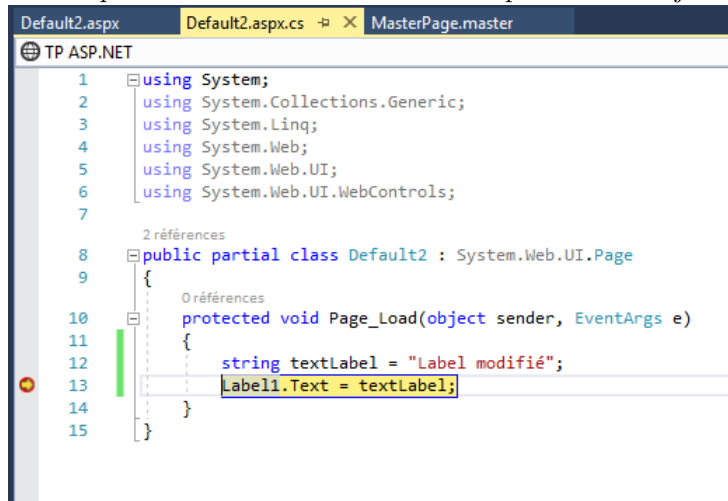 Default2.aspx Default2.aspx.cs MasterPage.master
TP ASP.NET
1 using System;
2 using System.Collections.Generic;
3 using System.Linq;
4 using System.Web;
5 using System.Web.UI;
6 using System.Web.UI.WebControls;
7
2 références
8 public partial class Default2 : System.Web.UI.Page
9 {
0 références
10 protected void Page_Load(object sender, EventArgs e)
11 {
12 string textLabel = "Label modifié";
13 Label1.Text = textLabel;
14 }
15 }